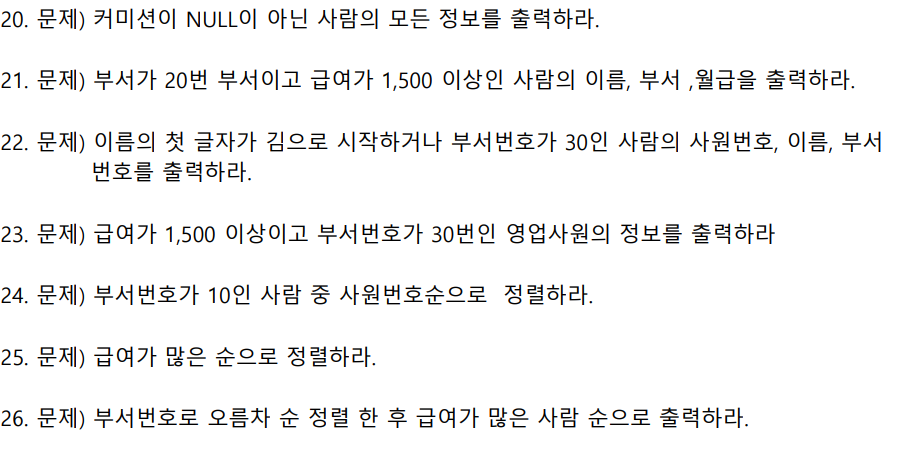 20. 문제) 커미션이 NULL이 아닌 사람의 모든 정보를 출력하라.
21. 문제) 부서가 20번 부서이고 급여가 1,500 이상인 사람의 이름, 부서 ,월급을 출력하라.
22. 문제) 이름의 첫 글자가 김으로 시작하거나 부서번호가 30인 사람의 사원번호, 이름, 부서
번호를 출력하라.
23. 문제) 급여가 1,500 이상이고 부서번호가 30번인 영업사원의 정보를 출력하라
24. 문제) 부서번호가 10인 사람 중 사원번호순으로  정렬하라.
25. 문제) 급여가 많은 순으로 정렬하라.
26. 문제) 부서번호로 오름차 순 정렬 한 후 급여가 많은 사람 순으로 출력하라.